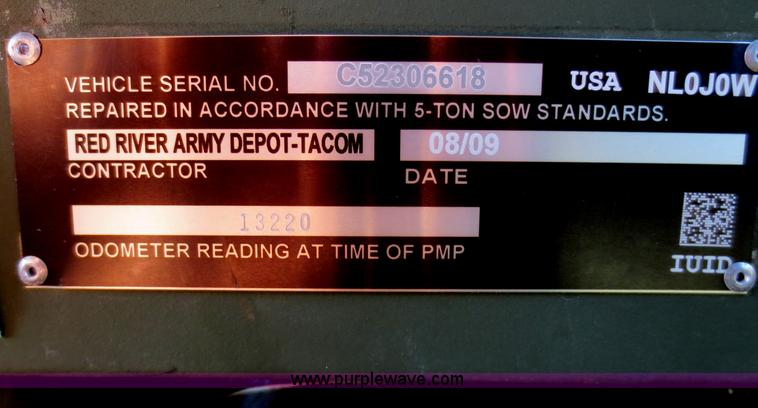 VEHICLE SERIAL NO. C52306618 USA NL0J0W
REPAIRED IN ACCORDANCE WITH 5-TON SOW STANDARDS.
RED RIVER ARMY DEPOT-TACOM 08/09
CONTRACTOR DATE
13220
ODOMETER READING AT TIME OF PMP
IUID
www.purplewave.com